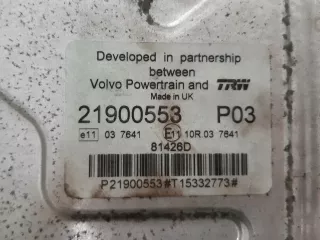 Developed in partnership
between
Volvo Powertrain and TRW
Made in UK
21900553 P03
e11 03 7641 E11 10R 03 7641
81426D
P21900553#T15332773#